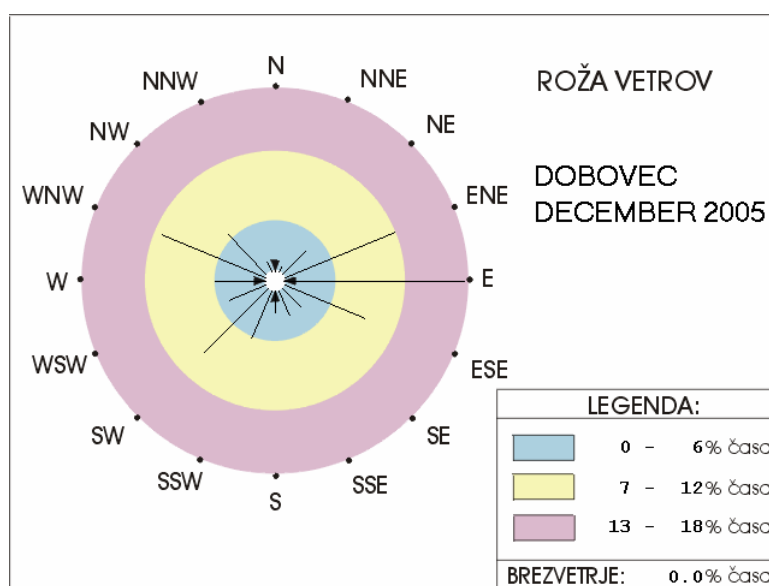 ROŽA VETROV
DOBOVEC
DECEMBER 2005
N
NNW
NNE
NW
NE
WNW
ENE
W
E
WSW
ESE
SW
SE
SSW
SSE
S
LEGENDA:
0 - 6% časa
7 - 12% časa
13 - 18% časa
BREZVETRJE: 0.0% časa